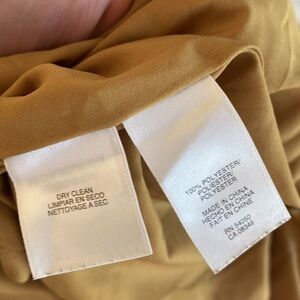 DRY CLEAN
LIMPIAR EN SECO
NETTOYAGE A SEC
100% POLYESTER/
POLIESTER/
POLYESTER
MADE IN CHINA
HECHO EN CHINA
FAIT EN CHINE
RN 54050
CA 08349